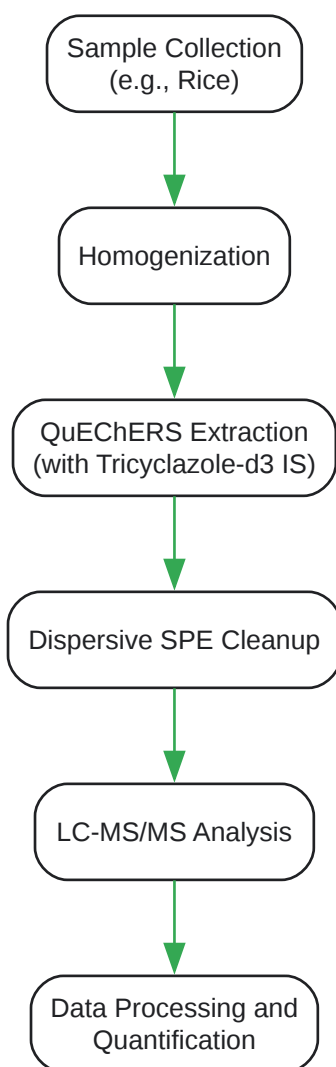 Sample Collection
(e.g., Rice)
Homogenization
QuEChERS Extraction
(with Tricyclazole-d3 IS)
Dispersive SPE Cleanup
LC-MS/MS Analysis
Data Processing and
Quantification